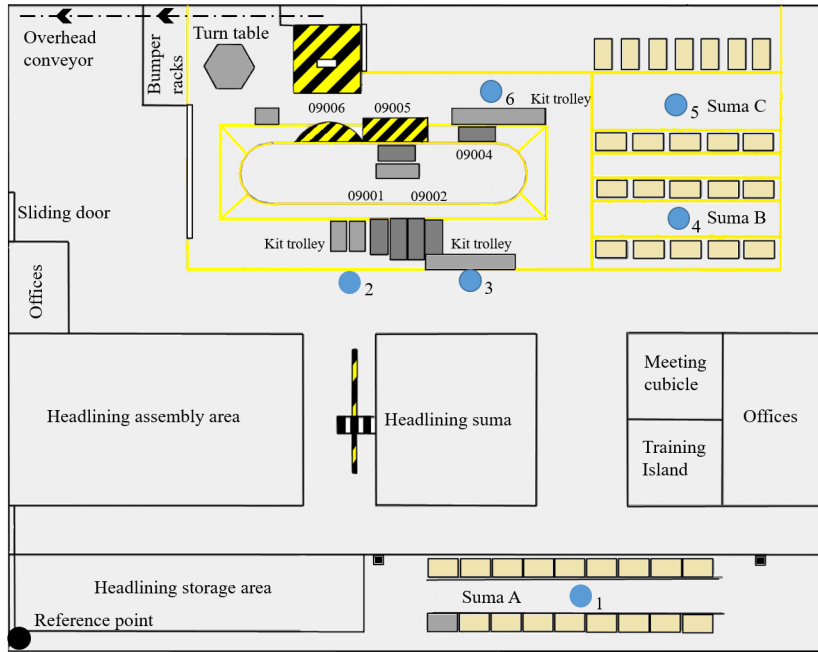 Overhead
conveyor
Bumper
racks
Turn table
09006
09005
6
Kit trolley
5
Suma C
09004
09001
09002
Sliding door
4
Suma B
Kit trolley
Kit trolley
2
3
Offices
Headlining assembly area
Headlining suma
Meeting
cubicle
Training
Island
Offices
Headlining storage area
Suma A
1
Reference point